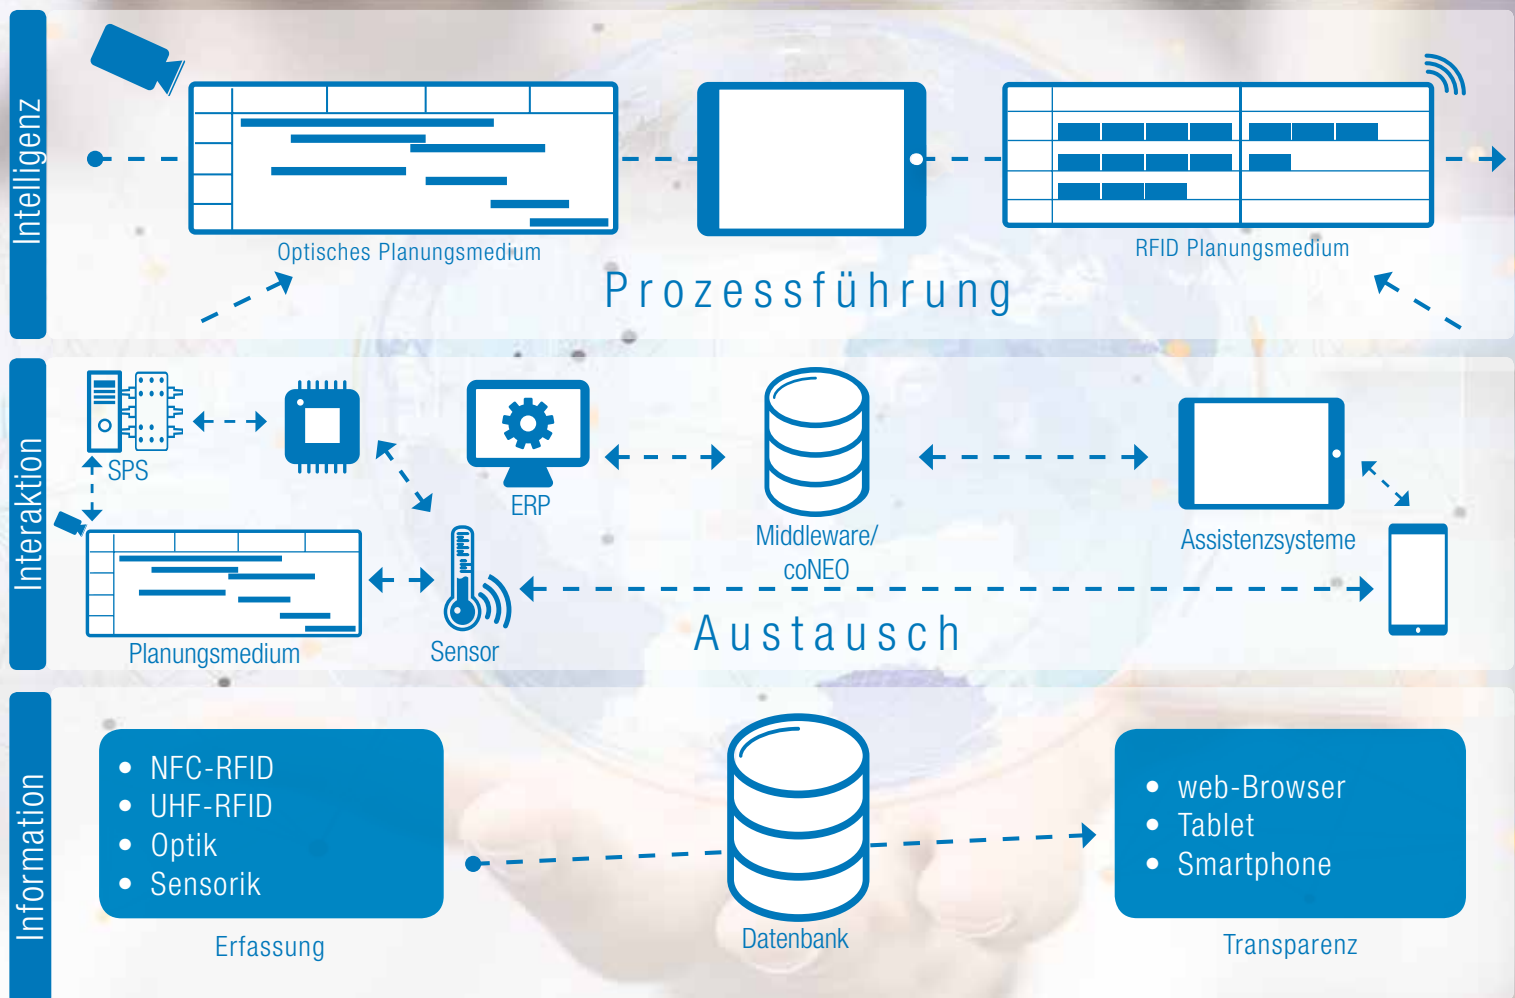 Intelligenz
Optisches Planungsmedium
RFID Planungsmedium
Prozessführung
Interaktion
SPS
ERP
Middleware/
coNEO
Assistenzsysteme
Planungsmedium
Sensor
Austausch
Information
• NFC-RFID
• UHF-RFID
• Optik
• Sensorik
Erfassung
Datenbank
• web-Browser
• Tablet
• Smartphone
Transparenz